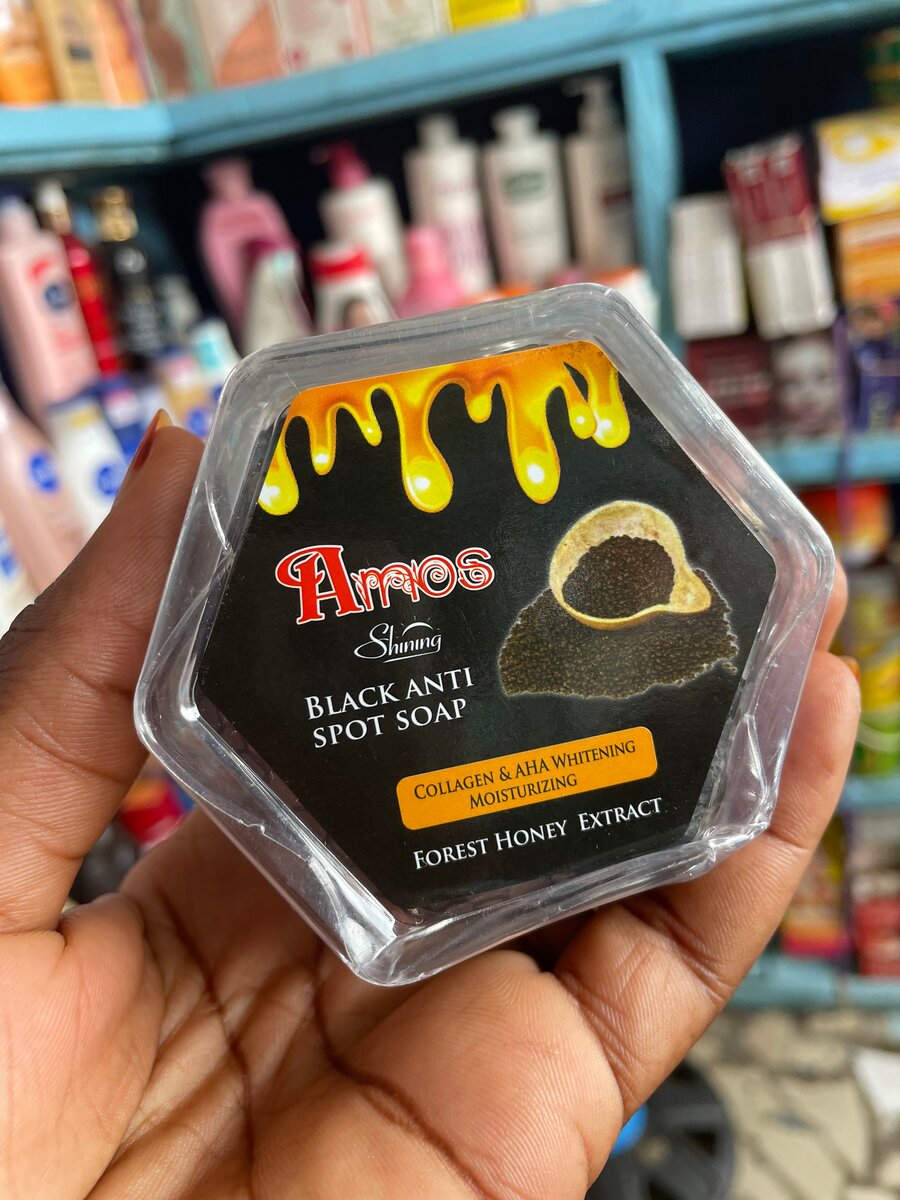 Amos
Shining
BLACK ANTI
SPOT SOAP
COLLAGEN & AHA WHITENING
MOISTURIZING
FOREST HONEY EXTRACT